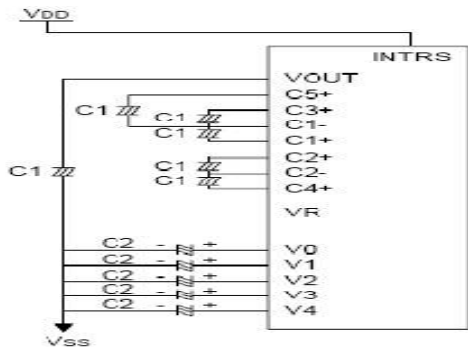 VDD
INTRS
VOUT
C5+
C3+
C1 C1 C1-
C1 C1+
C2+
C1 C1 C2-
C1 C4+
VR
C2 - + V0
C2 - + V1
C2 - + V2
C2 - + V3
C2 - + V4
VSS